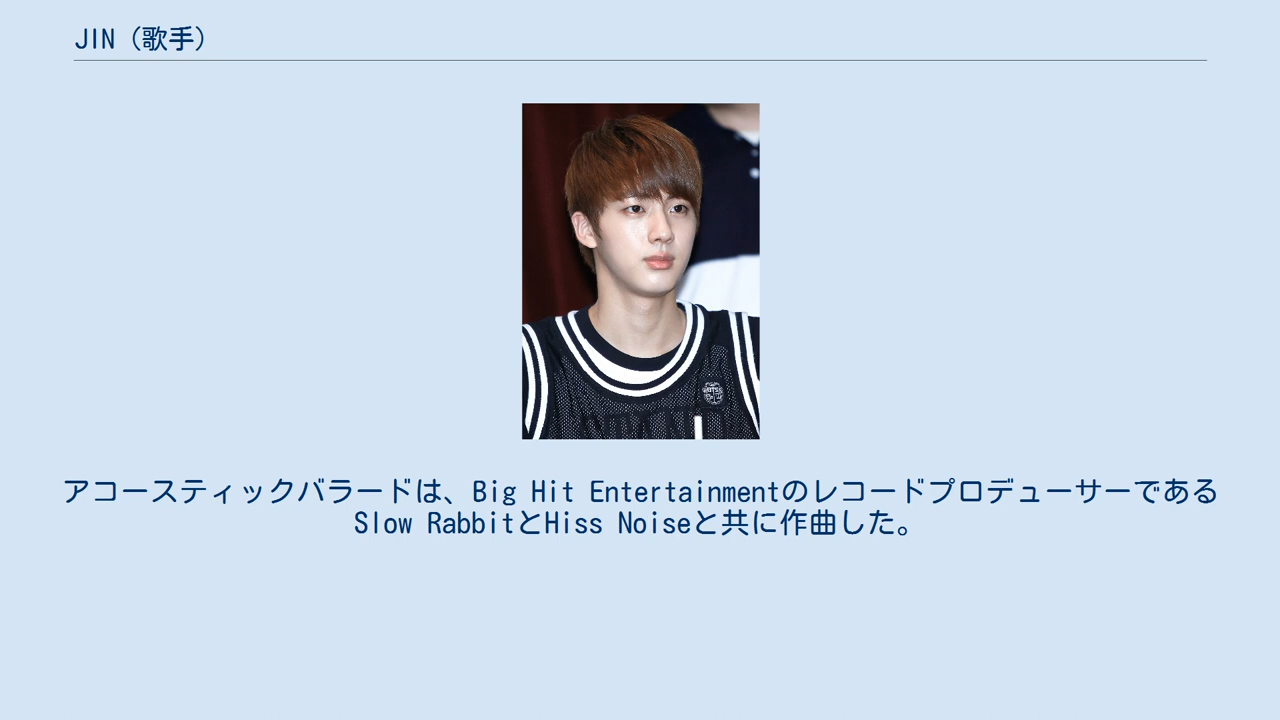 JIN（歌手）
アコースティックバラードは、Big Hit Entertainmentのレコードプロデューサーである
Slow RabbitとHiss Noiseと共に作曲した。